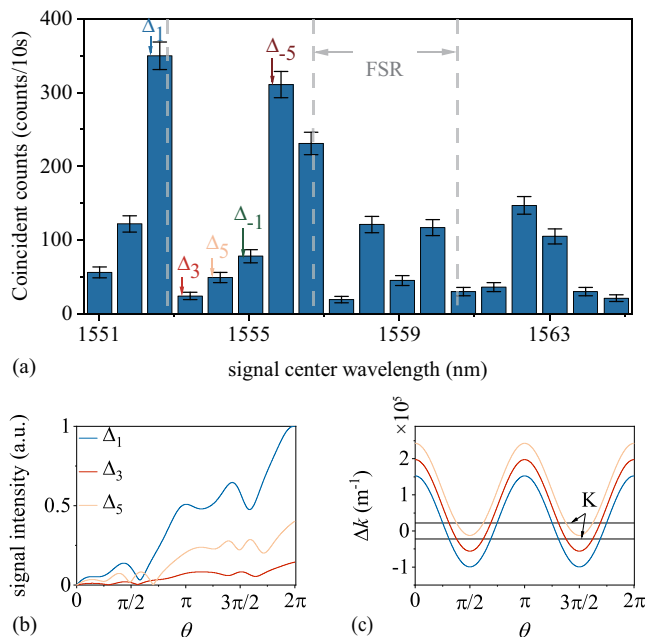 Coincident counts (counts/10s)
400
300
200
100
0
Δ1
Δ-5
FSR
Δ3
Δ5
Δ-1
1551
1555
1559
1563
signal center wavelength (nm)
(a)
signal intensity (a.u.)
1
0.5
0
Δ1
Δ3
Δ5
0
π/2
π
3π/2
2π
θ
(b)
×10⁵
Δk (m⁻¹)
2
1
0
-1
K
0
π/2
π
3π/2
2π
θ
(c)